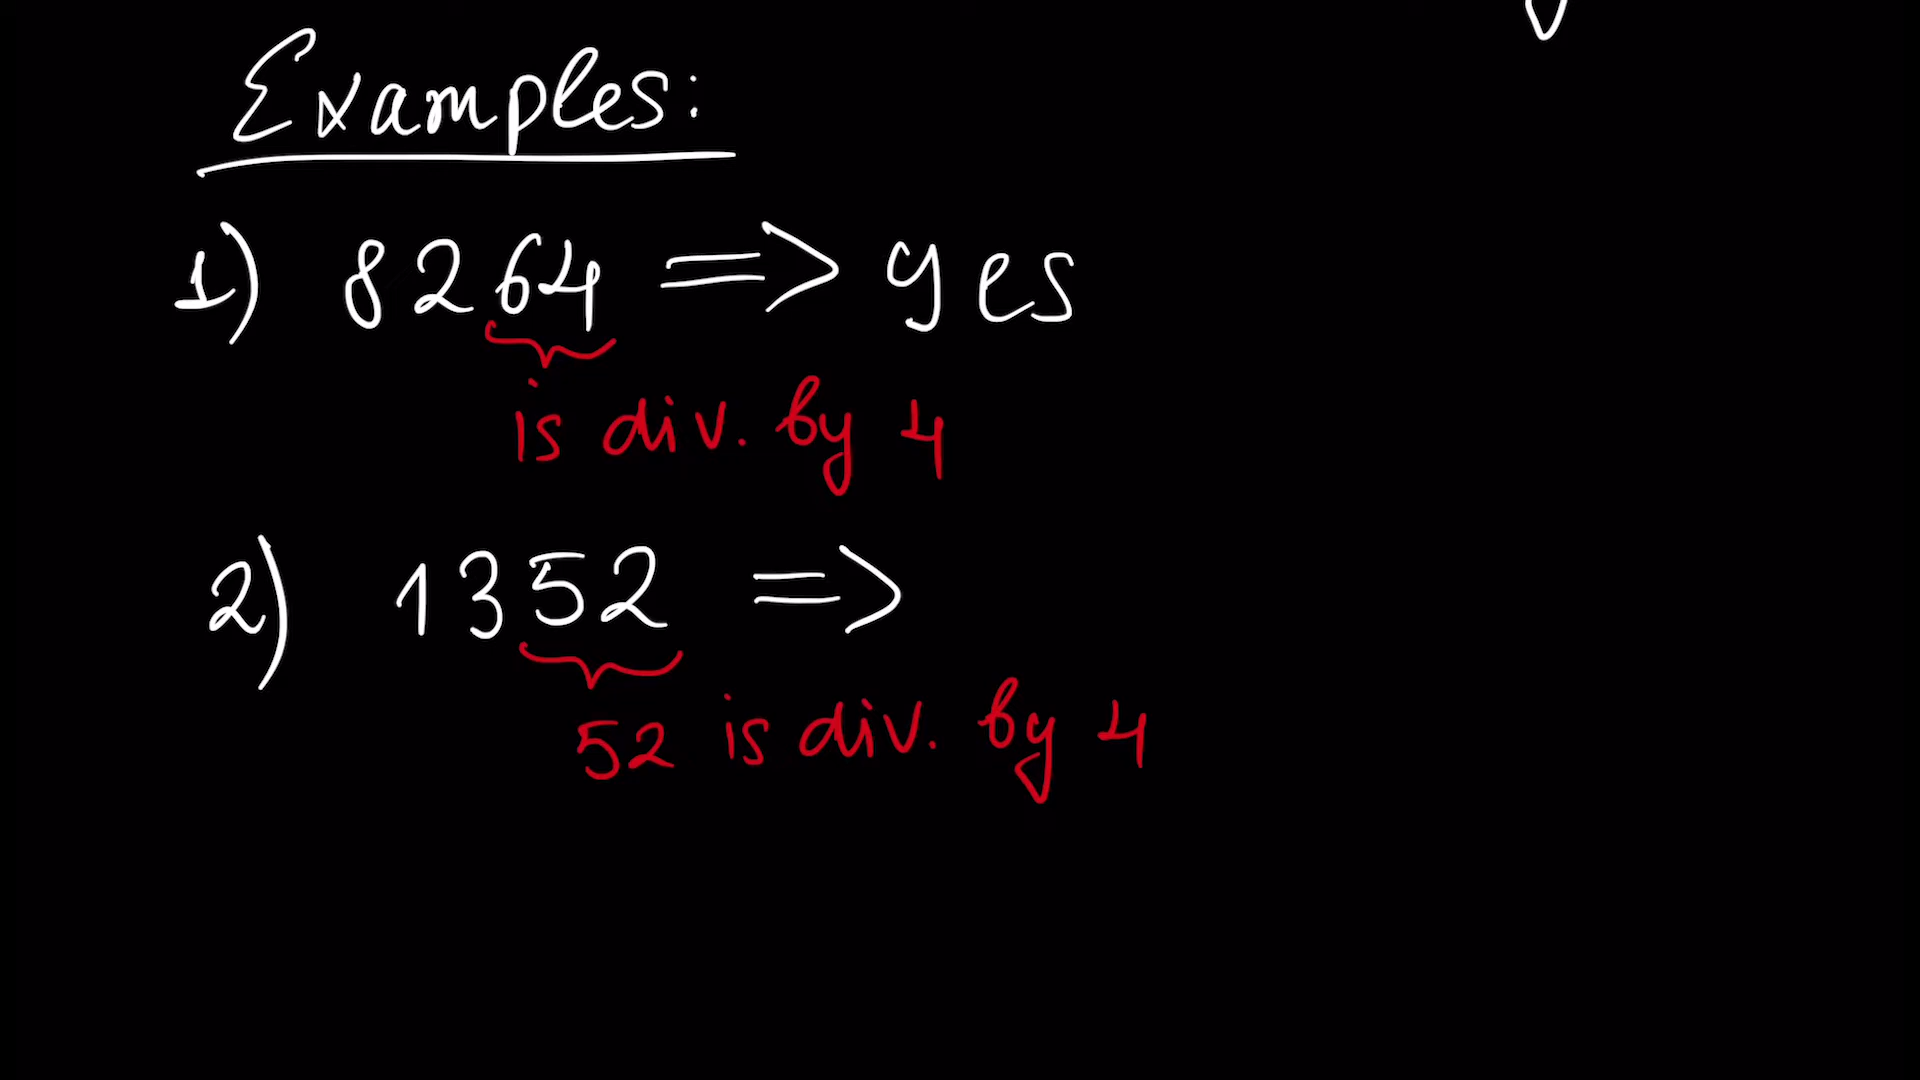 Examples:
1) 8264 => yes
is div. by 4
2) 1352 =>
52 is div. by 4